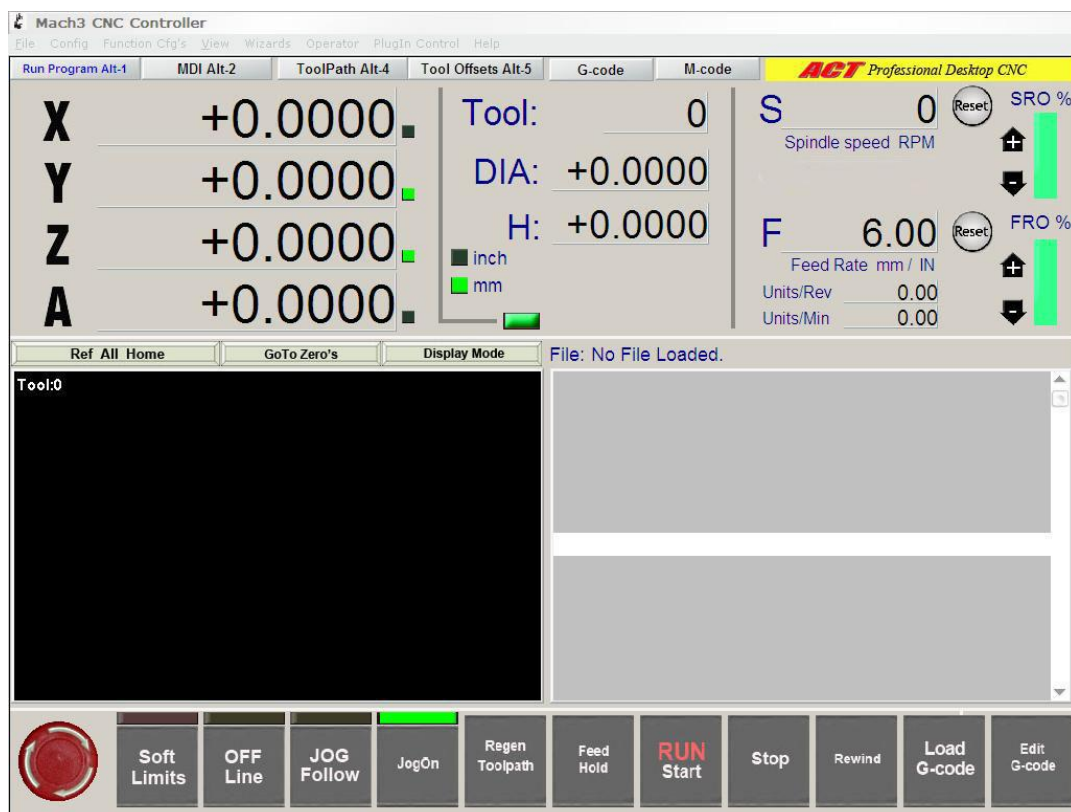 Mach3 CNC Controller
File Config Function Cfg's View Wizards Operator PlugIn Control Help
Run Program Alt-1 MDI Alt-2 ToolPath Alt-4 Tool Offsets Alt-5 G-code M-code ACT Professional Desktop CNC
X +0.0000
Y +0.0000
Z +0.0000
A +0.0000
Tool: 0
DIA: +0.0000
H: +0.0000
inch
mm
S 0 Reset SRO %
Spindle speed RPM
+
-
F 6.00 Reset FRO %
Feed Rate mm / IN
Units/Rev 0.00
Units/Min 0.00
+
-
Ref All Home GoTo Zero's Display Mode File: No File Loaded.
Tool:0
Soft
Limits
OFF
Line
JOG
Follow
JogOn
Regen
Toolpath
Feed
Hold
RUN
Start
Stop
Rewind
Load
G-code
Edit
G-code